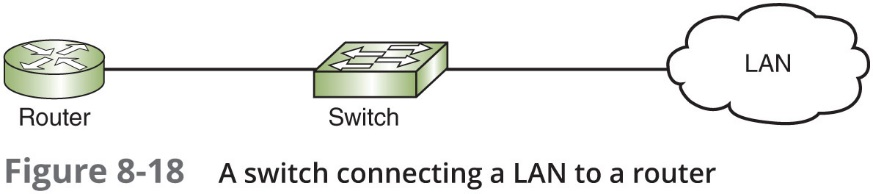 LAN
Router
Switch
Figure 8-18 A switch connecting a LAN to a router